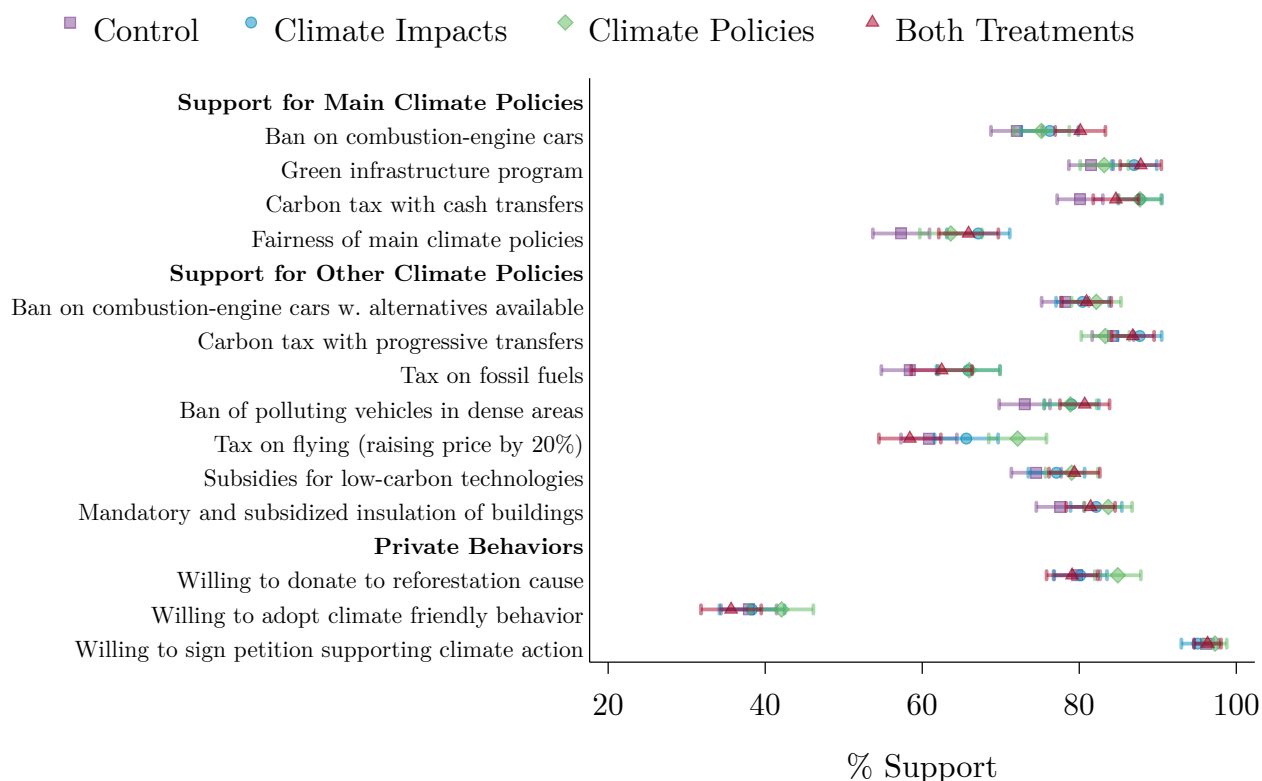 Control Climate Impacts Climate Policies Both Treatments
Support for Main Climate Policies
Ban on combustion-engine cars
Green infrastructure program
Carbon tax with cash transfers
Fairness of main climate policies
Support for Other Climate Policies
Ban on combustion-engine cars w. alternatives available
Carbon tax with progressive transfers
Tax on fossil fuels
Ban of polluting vehicles in dense areas
Tax on flying (raising price by 20%)
Subsidies for low-carbon technologies
Mandatory and subsidized insulation of buildings
Private Behaviors
Willing to donate to reforestation cause
Willing to adopt climate friendly behavior
Willing to sign petition supporting climate action
20 40 60 80 100
% Support